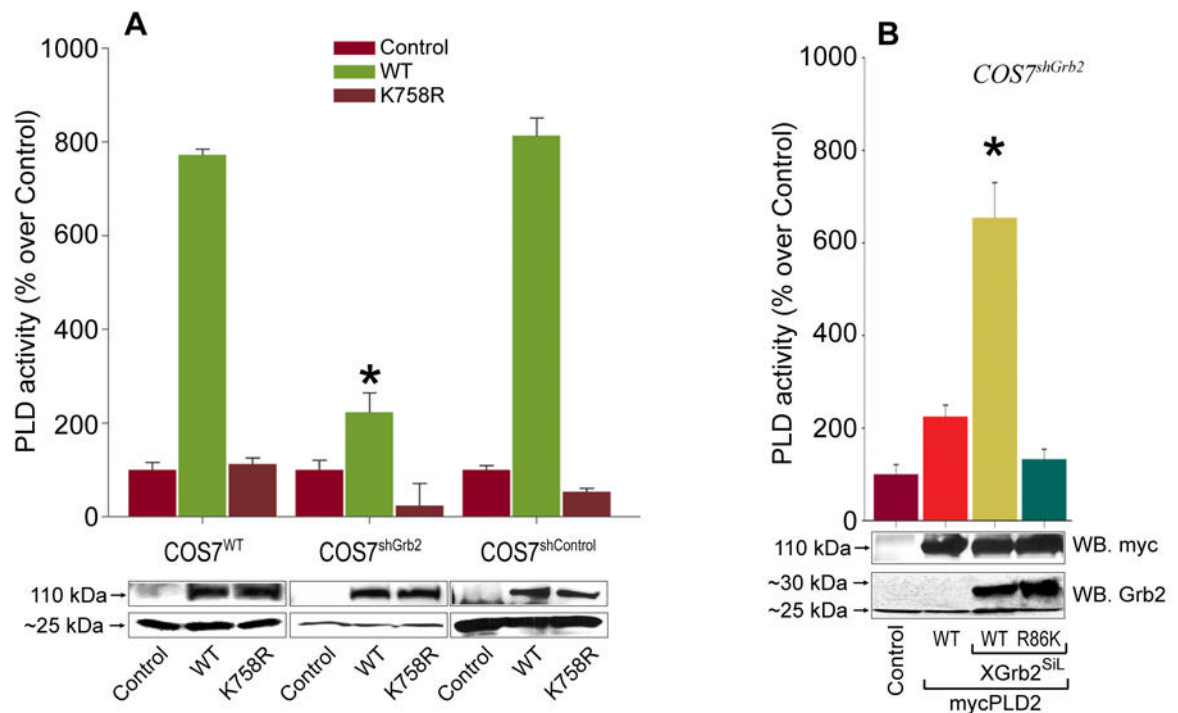 A
Control
WT
K758R
PLD activity (% over Control)
1000
800
600
400
200
0
COS7WT
COS7shGrb2
COS7shControl
110 kDa→
~25 kDa→
Control
WT
K758R
Control
WT
K758R
Control
WT
K758R
B
COS7shGrb2
*
*
PLD activity (% over Control)
1000
800
600
400
200
0
110 kDa→
WB. myc
~30 kDa→
WB. Grb2
~25 kDa→
Control
WT
WT R86K
XGrb2SiL
mycPLD2